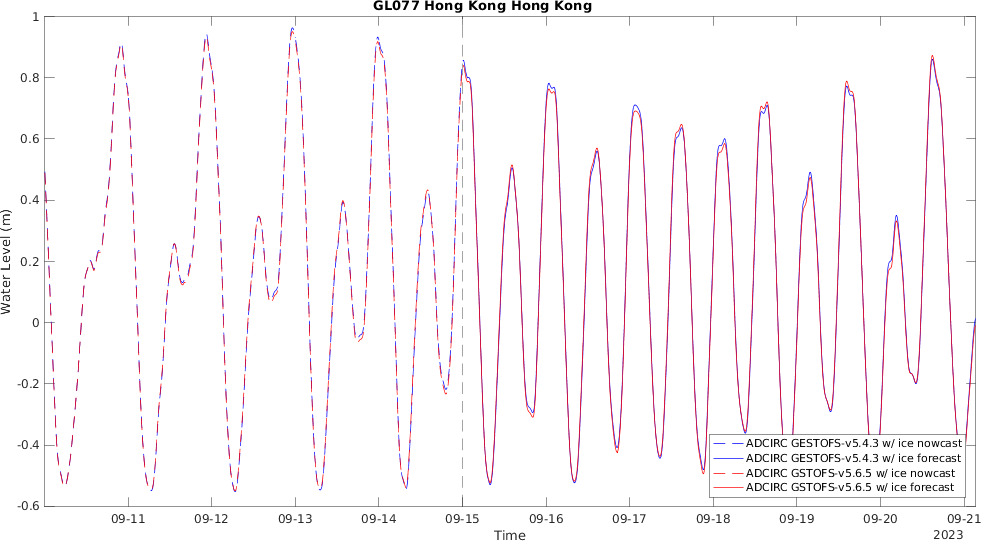 GL077 Hong Kong Hong Kong
Water Level (m)
1
0.8
0.6
0.4
0.2
0
-0.2
-0.4
-0.6
ADCIRC GESTOFS-v5.4.3 w/ ice nowcast
ADCIRC GESTOFS-v5.4.3 w/ ice forecast
ADCIRC GSTOFS-v5.6.5 w/ ice nowcast
ADCIRC GSTOFS-v5.6.5 w/ ice forecast
09-11 09-12 09-13 09-14 09-15 09-16 09-17 09-18 09-19 09-20 09-21
Time
2023